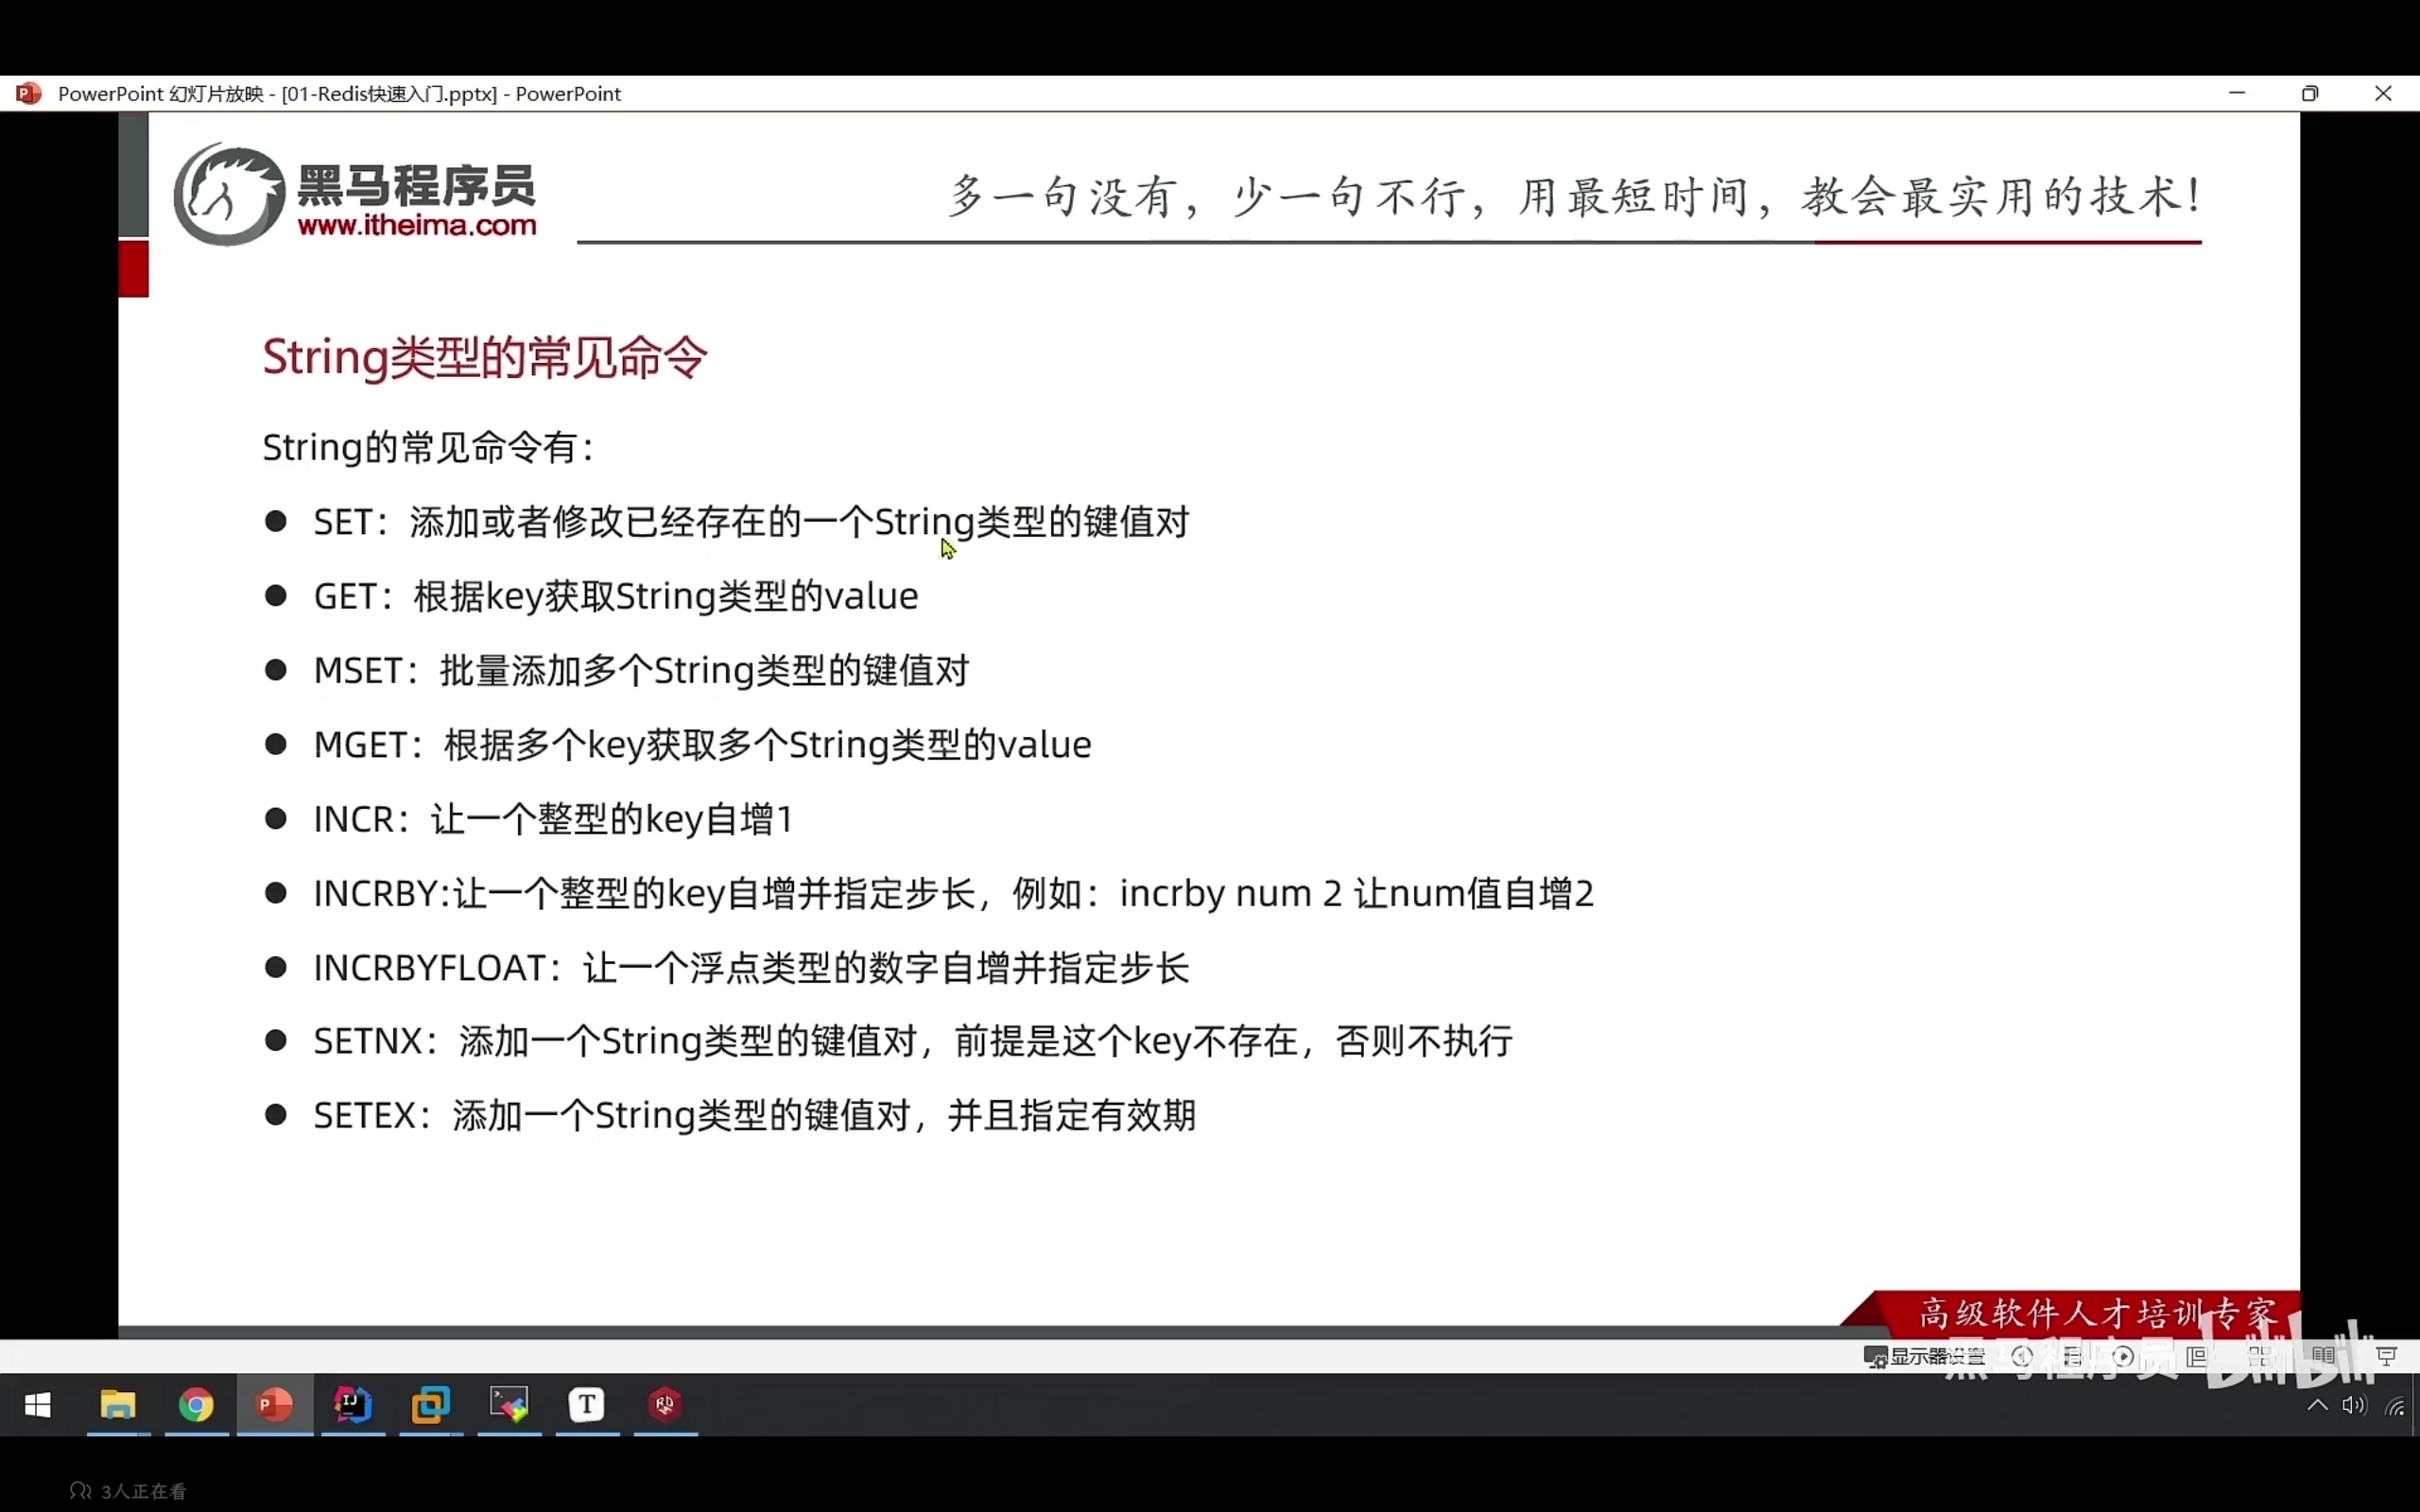 PowerPoint 幻灯片放映 - [01-Redis快速入门.pptx] - PowerPoint
黑马程序员
www.itheima.com
多一句没有，少一句不行，用最短时间，教会最实用的技术！
String类型的常见命令
String的常见命令有：
● SET：添加或者修改已经存在的一个String类型的键值对
● GET：根据key获取String类型的value
● MSET：批量添加多个String类型的键值对
● MGET：根据多个key获取多个String类型的value
● INCR：让一个整型的key自增1
● INCRBY:让一个整型的key自增并指定步长，例如：incrby num 2 让num值自增2
● INCRBYFLOAT：让一个浮点类型的数字自增并指定步长
● SETNX：添加一个String类型的键值对，前提是这个key不存在，否则不执行
● SETEX：添加一个String类型的键值对，并且指定有效期
高级软件人才培训专家
显示器设置
黑马程序员 bilibili
3人正在看